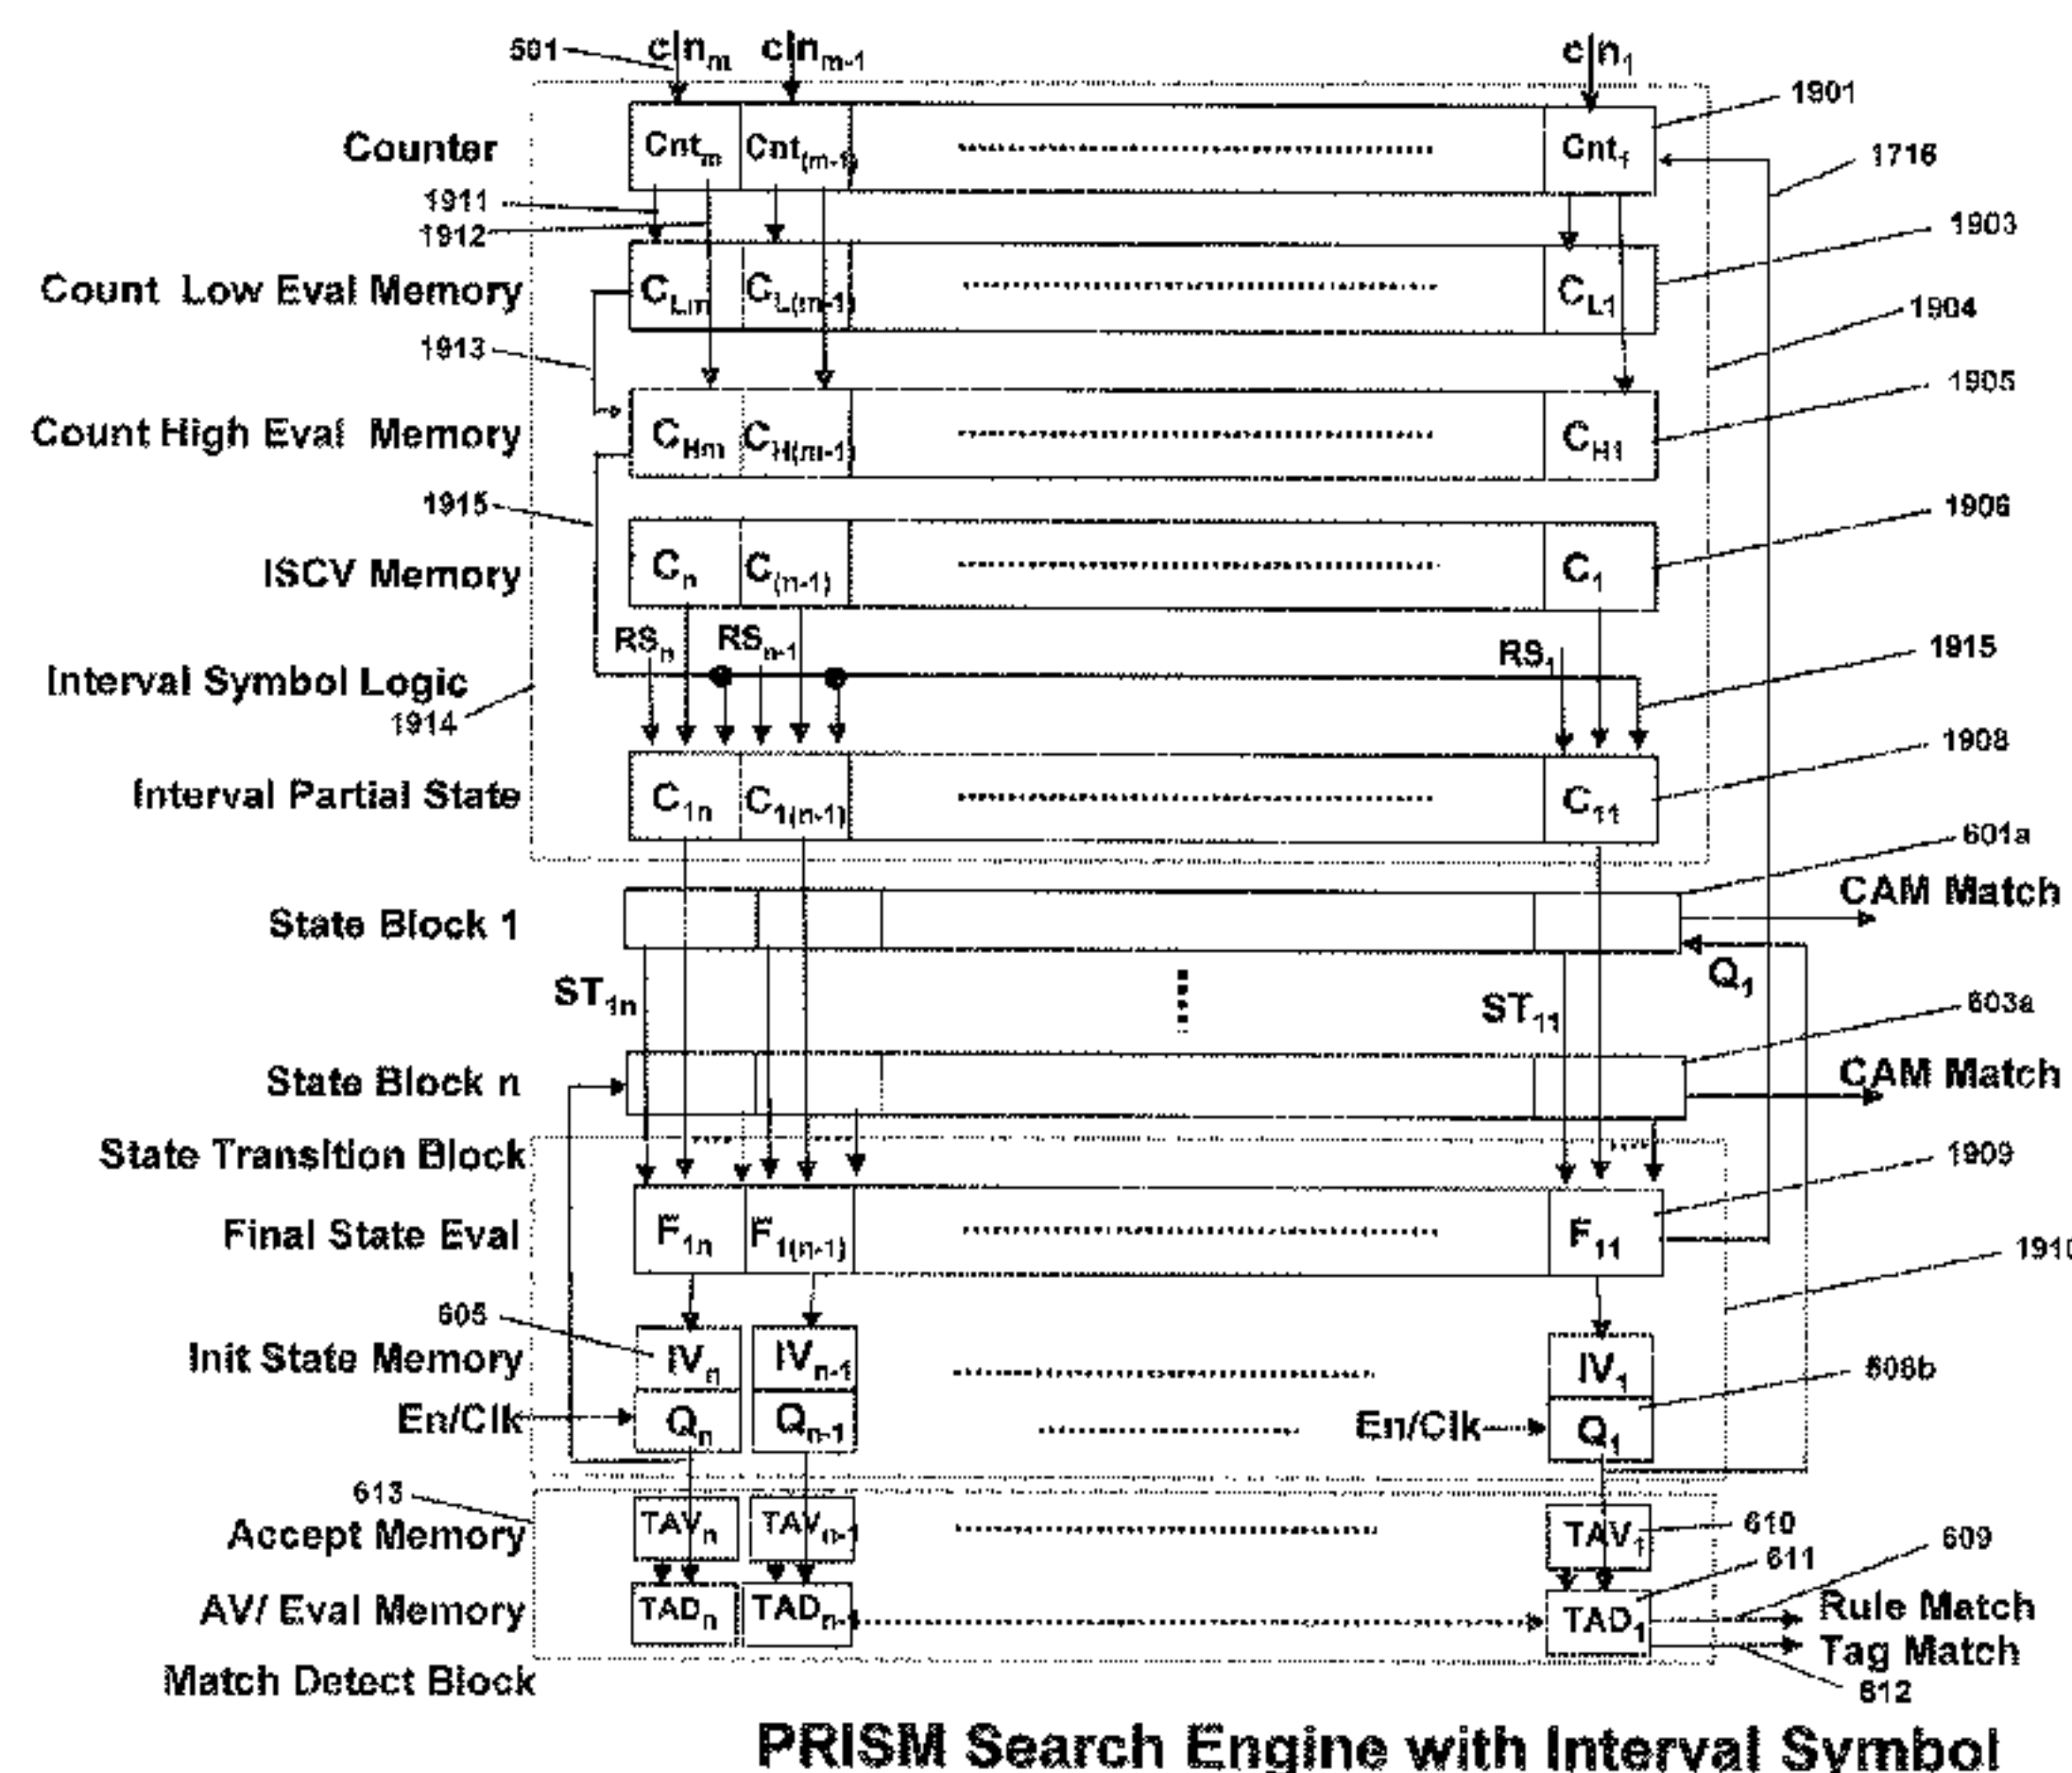 501 cIn_m cIn_m-1 cIn_1
1901
Counter Cnt_m Cnt_(m-1) Cnt_1
1716
1911
1912
1903
Count Low Eval Memory C_Lm C_L(m-1) C_L1
1904
1913
1905
Count High Eval Memory C_Hm C_H(m-1) C_H1
1915
1906
ISCV Memory C_n C_(n-1) C_1
RS_n RS_n-1 RS_1
1915
Interval Symbol Logic
1914
1908
Interval Partial State C_1n C_1(n-1) C_11
601a
CAM Match
State Block 1
Q_1
ST_1n ST_11
603a
State Block n
CAM Match
State Transition Block
1909
Final State Eval F_1n F_1(n-1) F_11
1910
605
Init State Memory IV_n IV_n-1 IV_1
608b
En/Clk Q_n Q_n-1 En/Clk Q_1
613
Accept Memory TAV_n TAV_n-1 TAV_1
610
609
611
AV/ Eval Memory TAD_n TAD_n-1 TAD_1
Rule Match
Tag Match
Match Detect Block
612
PRISM Search Engine with Interval Symbol